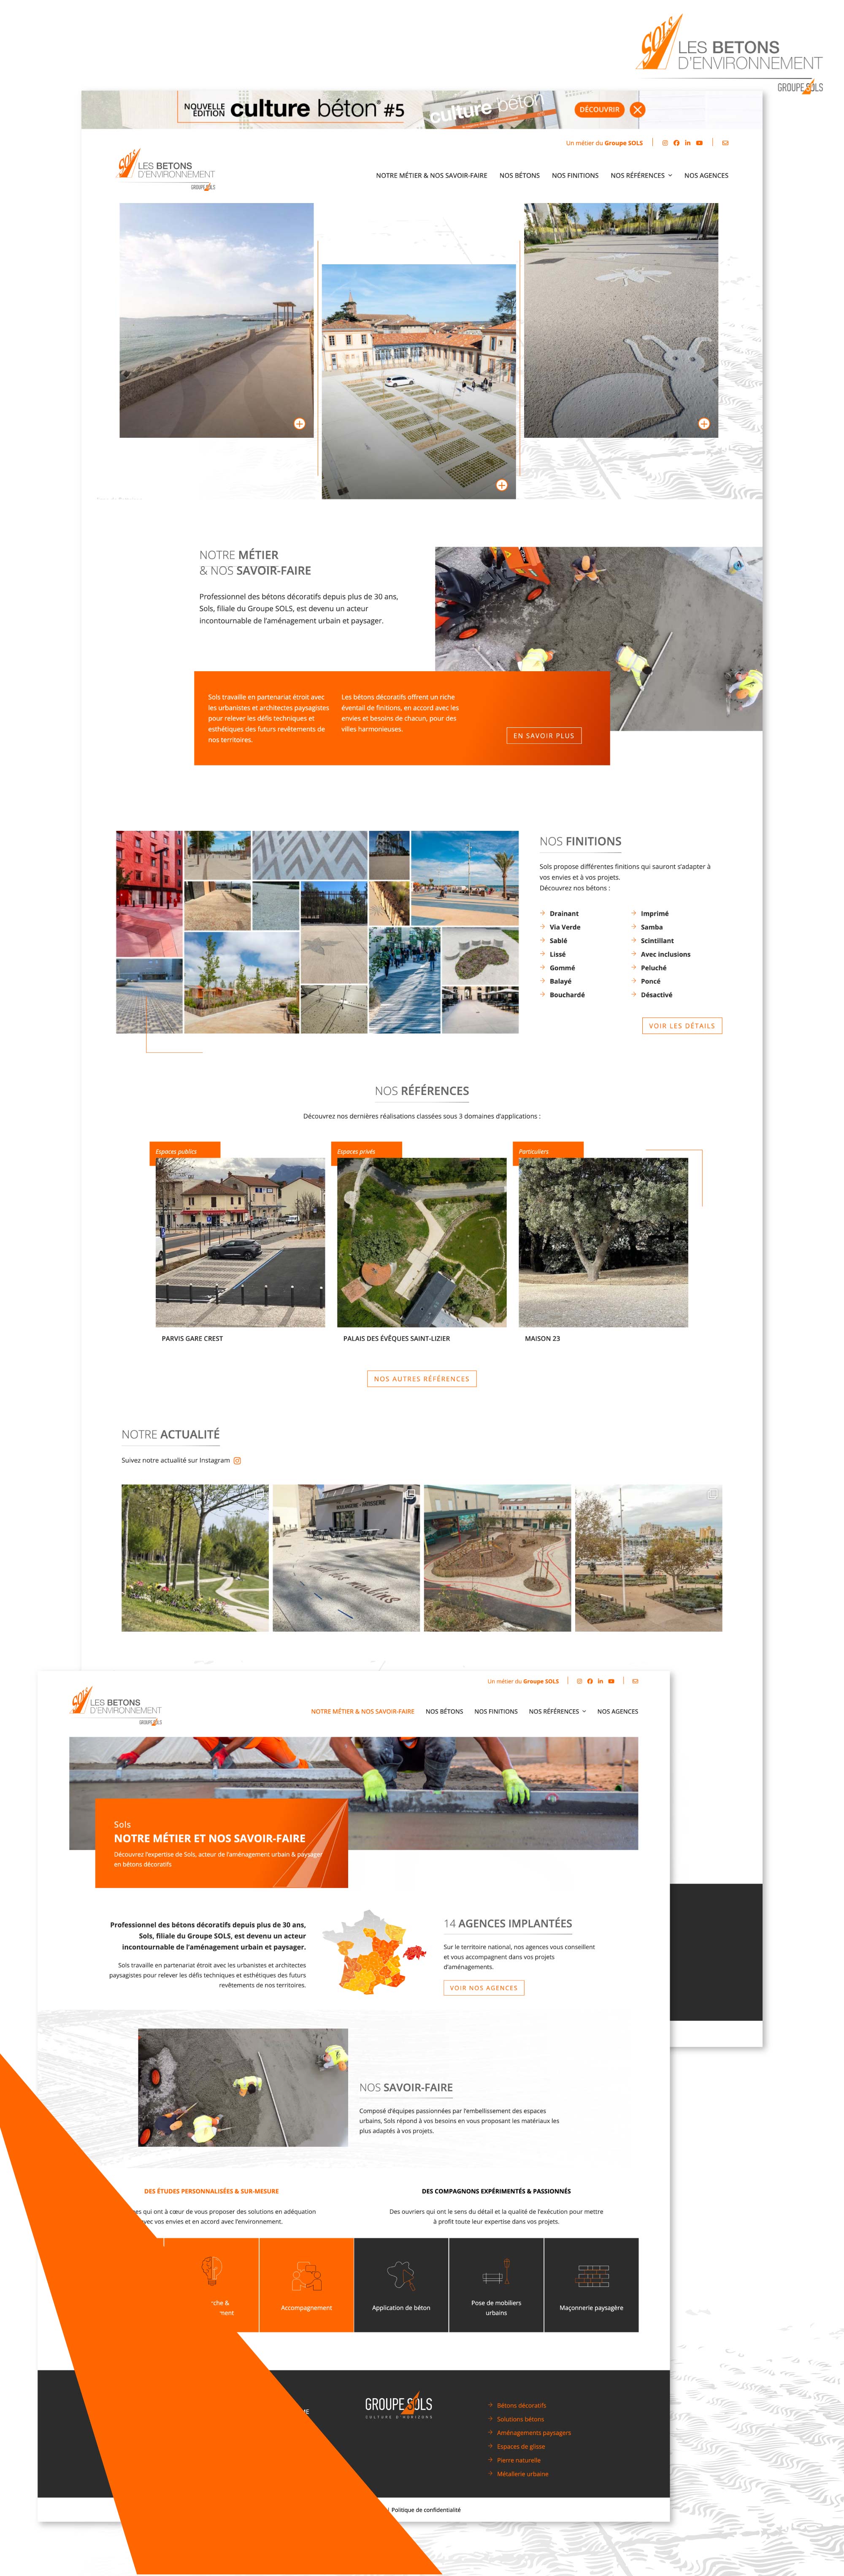 SOLS
LES BETONS
D'ENVIRONNEMENT
GROUPE SOLS
NOUVELLE
ÉDITION
culture béton® #5
culture béton
DÉCOUVRIR
Un métier du Groupe SOLS
SOLS
LES BETONS
D'ENVIRONNEMENT
GROUPE SOLS
NOTRE MÉTIER & NOS SAVOIR-FAIRE
NOS BÉTONS
NOS FINITIONS
NOS RÉFÉRENCES
NOS AGENCES
NOTRE MÉTIER
& NOS SAVOIR-FAIRE
Professionnel des bétons décoratifs depuis plus de 30 ans,
Sols, filiale du Groupe SOLS, est devenu un acteur
incontournable de l'aménagement urbain et paysager.
Sols travaille en partenariat étroit avec
les urbanistes et architectes paysagistes
pour relever les défis techniques et
esthétiques des futurs revêtements de
nos territoires.
Les bétons décoratifs offrent un riche
éventail de finitions, en accord avec les
envies et besoins de chacun, pour des
villes harmonieuses.
EN SAVOIR PLUS
NOS FINITIONS
Sols propose différentes finitions qui sauront s'adapter à
vos envies et à vos projets.
Découvrez nos bétons :
Drainant
Via Verde
Sablé
Lissé
Gommé
Balayé
Bouchardé
Imprimé
Samba
Scintillant
Avec inclusions
Peluché
Poncé
Désactivé
VOIR LES DÉTAILS
NOS RÉFÉRENCES
Découvrez nos dernières réalisations classées sous 3 domaines d'applications :
Espaces publics
Espaces privés
Particuliers
PARVIS GARE CREST
PALAIS DES ÉVÊQUES SAINT-LIZIER
MAISON 23
NOS AUTRES RÉFÉRENCES
NOTRE ACTUALITÉ
Suivez notre actualité sur Instagram
BOULANGERIE - PÂTISSERIE
moulins
Un métier du Groupe SOLS
SOLS
LES BETONS
D'ENVIRONNEMENT
GROUPE SOLS
NOTRE MÉTIER & NOS SAVOIR-FAIRE
NOS BÉTONS
NOS FINITIONS
NOS RÉFÉRENCES
NOS AGENCES
Sols
NOTRE MÉTIER ET NOS SAVOIR-FAIRE
Découvrez l'expertise de Sols, acteur de l'aménagement urbain & paysager
en bétons décoratifs
Professionnel des bétons décoratifs depuis plus de 30 ans,
Sols, filiale du Groupe SOLS, est devenu un acteur
incontournable de l'aménagement urbain et paysager.
Sols travaille en partenariat étroit avec les urbanistes et architectes
paysagistes pour relever les défis techniques et esthétiques des futurs
revêtements de nos territoires.
14 AGENCES IMPLANTÉES
Sur le territoire national, nos agences vous conseillent
et vous accompagnent dans vos projets
d'aménagements.
VOIR NOS AGENCES
NOS SAVOIR-FAIRE
Composé d'équipes passionnées par l'embellissement des espaces
urbains, Sols répond à vos besoins en vous proposant les matériaux les
plus adaptés à vos projets.
DES ÉTUDES PERSONNALISÉES & SUR-MESURE
qui ont à cœur de vous proposer des solutions en adéquation
avec vos envies et en accord avec l'environnement.
DES COMPAGNONS EXPÉRIMENTÉS & PASSIONNÉS
Des ouvriers qui ont le sens du détail et la qualité de l'exécution pour mettre
à profit toute leur expertise dans vos projets.
Accompagnement
Application de béton
Pose de mobiliers
urbains
Maçonnerie paysagère
GROUPE SOLS
CULTURE D'HORIZONS
Bétons décoratifs
Solutions bétons
Aménagements paysagers
Espaces de glisse
Pierre naturelle
Métallerie urbaine
| Politique de confidentialité